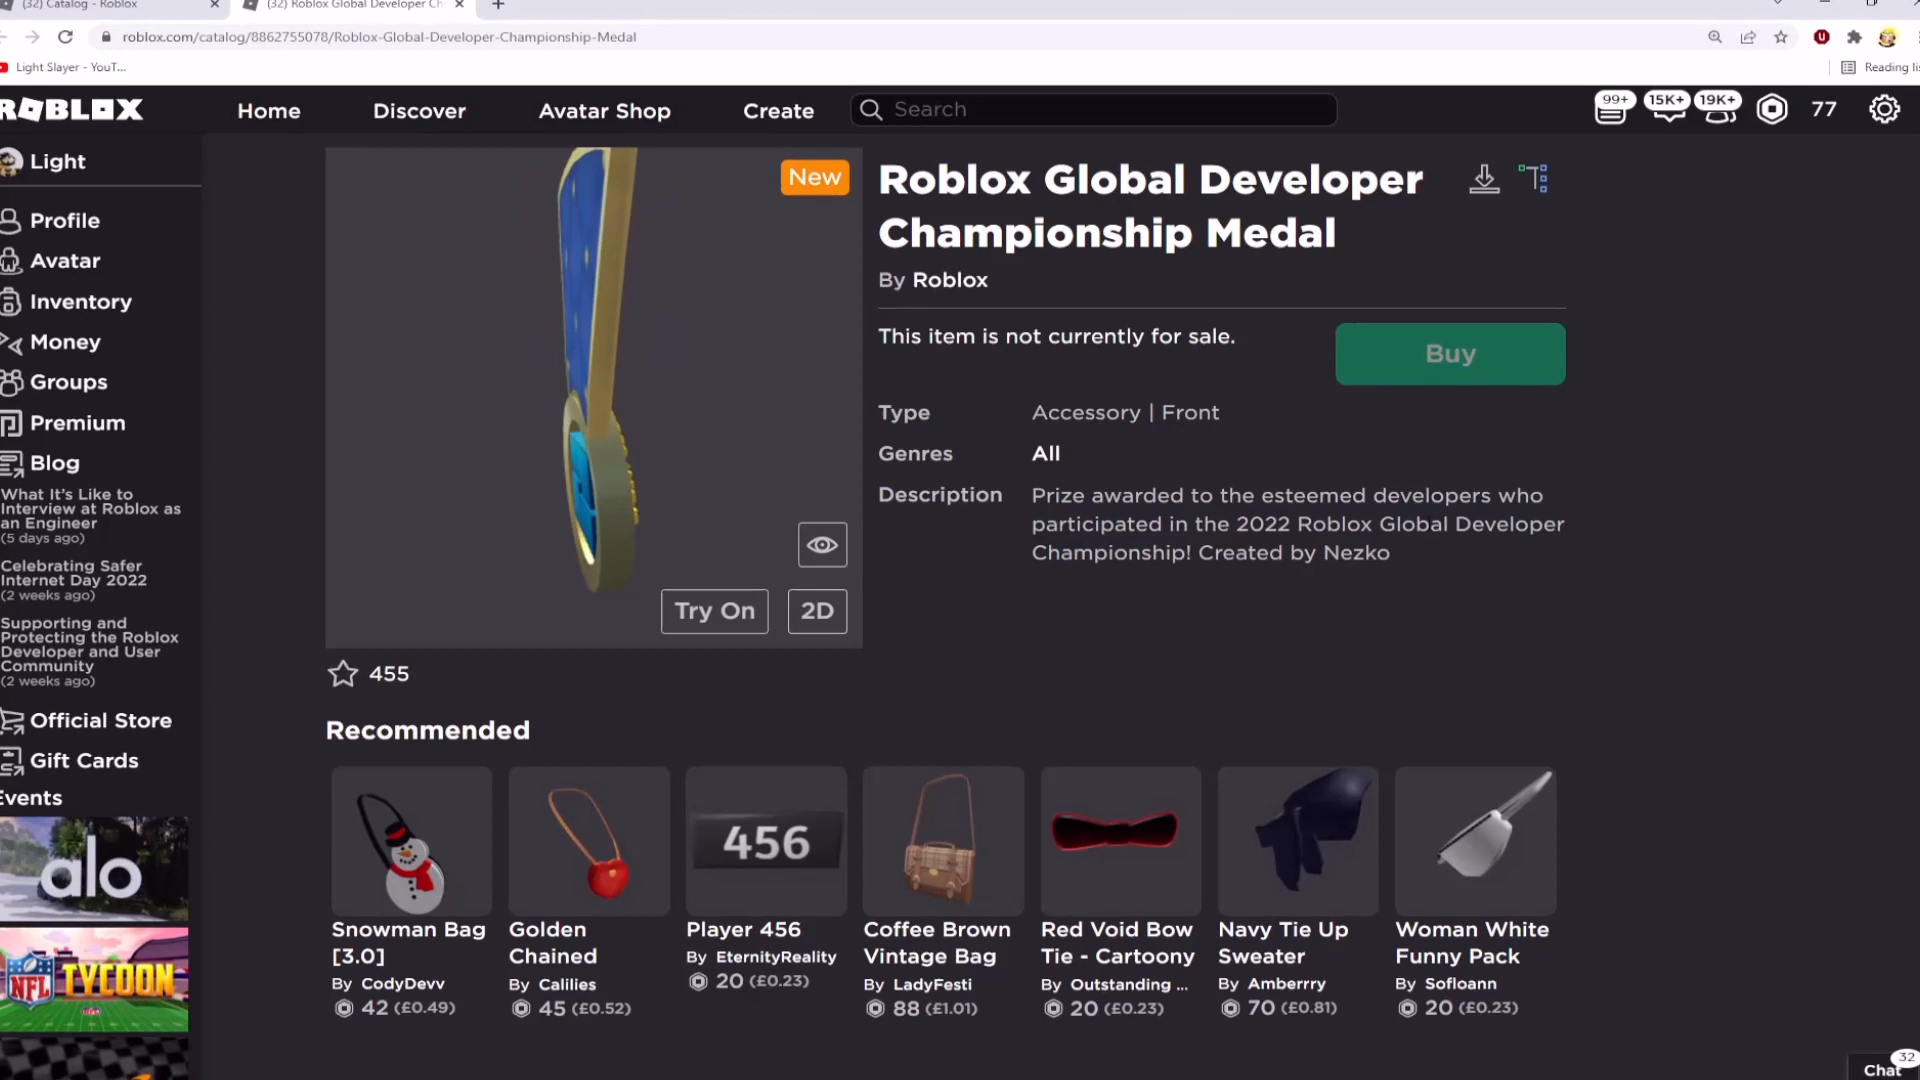 (32) Catalog - Roblox
(32) Roblox Global Developer Ch
roblox.com/catalog/8862755078/Roblox-Global-Developer-Championship-Medal
Light Slayer - YouT...
Reading lis
ROBLOX
Home
Discover
Avatar Shop
Create
Search
99+
15K+
19K+
77
Light
Profile
Avatar
Inventory
Money
Groups
Premium
Blog
What It's Like to
Interview at Roblox as
an Engineer
(5 days ago)
Celebrating Safer
Internet Day 2022
(2 weeks ago)
Supporting and
Protecting the Roblox
Developer and User
Community
(2 weeks ago)
Official Store
Gift Cards
Events
alo
NFL TYCOON
New
Try On
2D
455
Roblox Global Developer
Championship Medal
By Roblox
This item is not currently for sale.
Buy
Type Accessory | Front
Genres All
Description Prize awarded to the esteemed developers who
participated in the 2022 Roblox Global Developer
Championship! Created by Nezko
Recommended
456
Snowman Bag
[3.0]
By CodyDevv
42 (£0.49)
Golden
Chained
By Calilies
45 (£0.52)
Player 456
By EternityReality
20 (£0.23)
Coffee Brown
Vintage Bag
By LadyFesti
88 (£1.01)
Red Void Bow
Tie - Cartoony
By Outstanding ...
20 (£0.23)
Navy Tie Up
Sweater
By Amberrry
70 (£0.81)
Woman White
Funny Pack
By Sofloann
20 (£0.23)
Chat
32